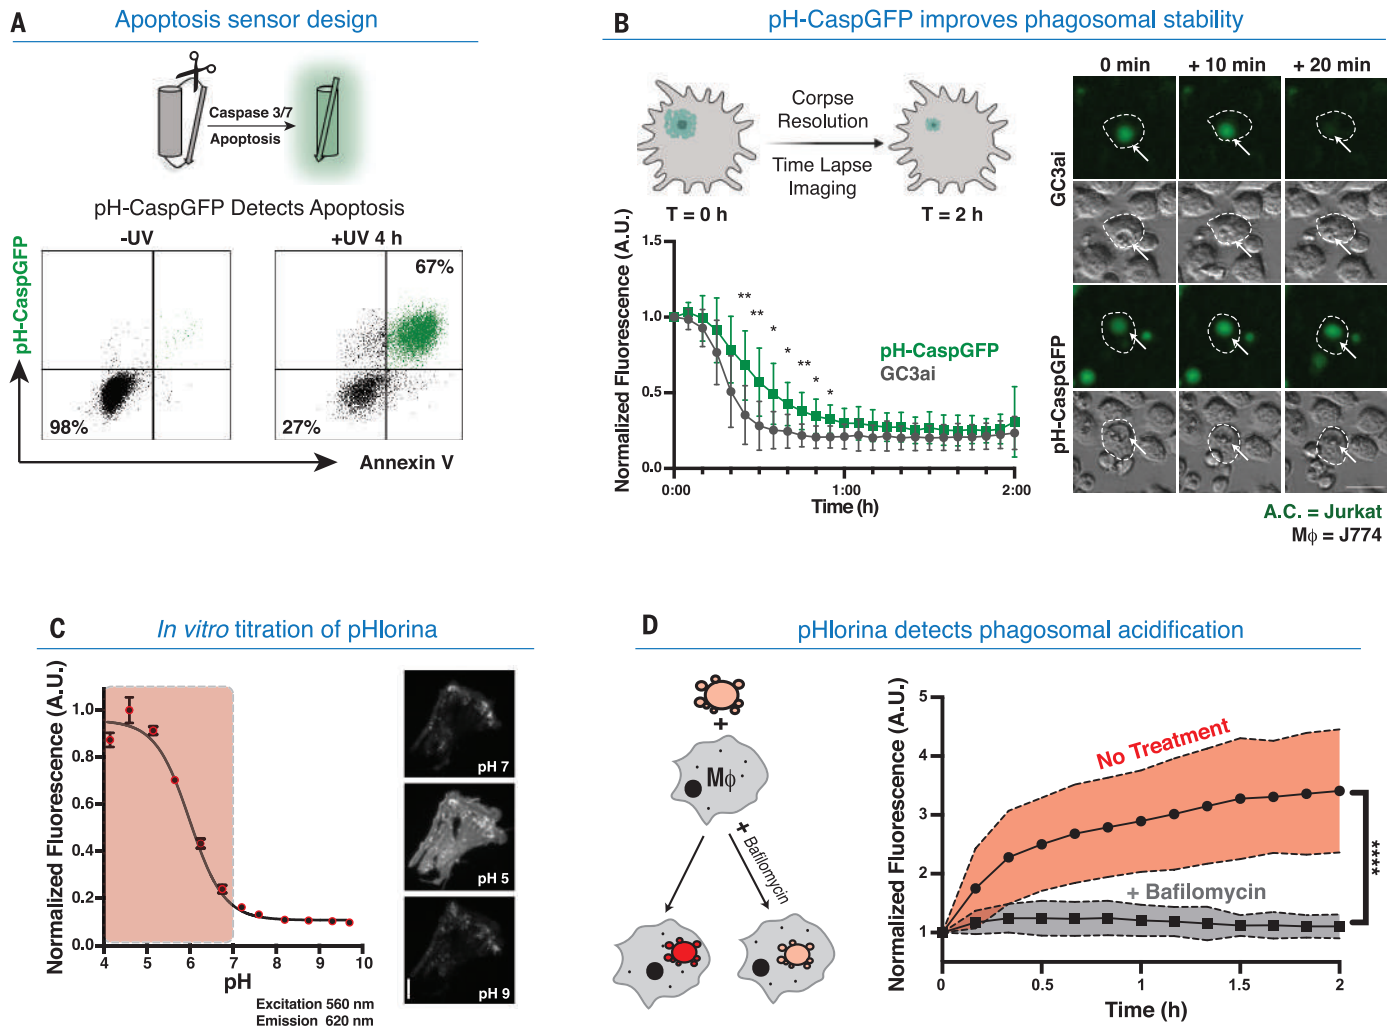 A
Apoptosis sensor design
Caspase 3/7
Apoptosis
pH-CaspGFP Detects Apoptosis
-UV
+UV 4 h
67%
98%
27%
pH-CaspGFP
Annexin V
B
pH-CaspGFP improves phagosomal stability
Corpse
Resolution
Time Lapse
Imaging
T = 0 h
T = 2 h
Normalized Fluorescence (A.U.)
1.5
1.0
0.5
0.0
**
**
*
*
**
*
*
pH-CaspGFP
GC3ai
0:00
1:00
2:00
Time (h)
0 min
+ 10 min
+ 20 min
GC3ai
pH-CaspGFP
A.C. = Jurkat
Mϕ = J774
C
In vitro titration of pHlorina
Normalized Fluorescence (A.U.)
1.0
0.8
0.6
0.4
0.2
0.0
4
5
6
7
8
9
10
pH
Excitation 560 nm
Emission 620 nm
pH 7
pH 5
pH 9
D
pHlorina detects phagosomal acidification
+
Mϕ
+ Bafilomycin
Normalized Fluorescence (A.U.)
5
4
3
2
1
No Treatment
+ Bafilomycin
****
0
0.5
1
1.5
2
Time (h)